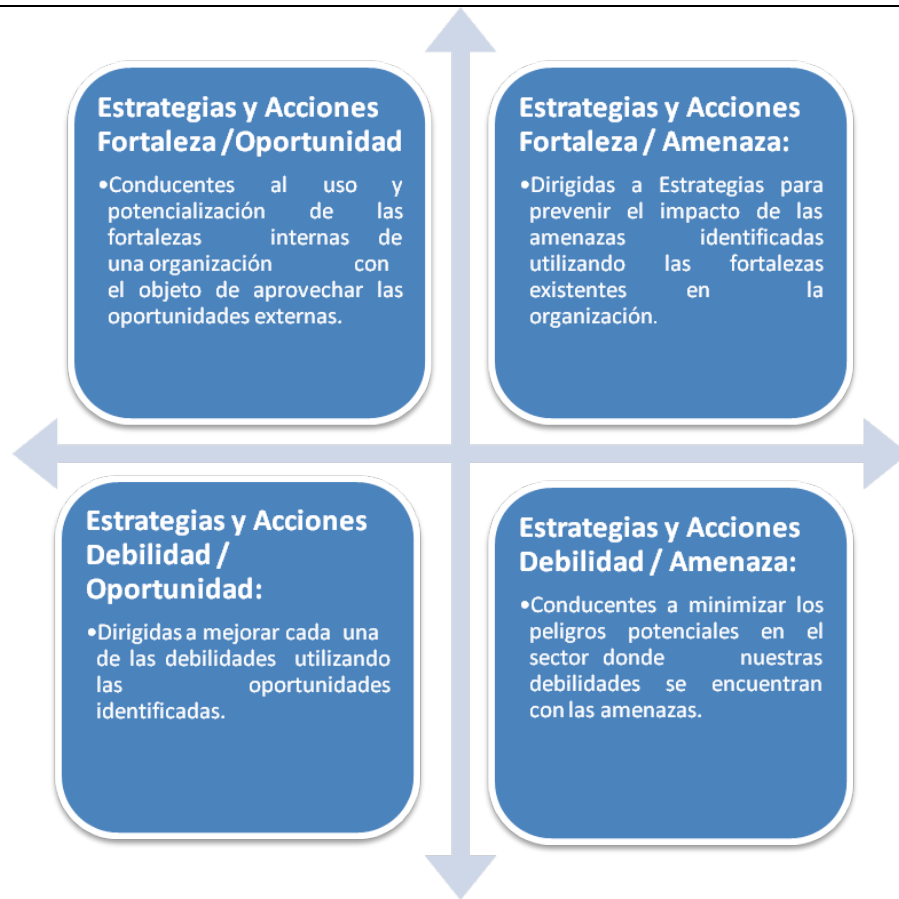 Estrategias y Acciones
Fortaleza /Oportunidad
•Conducentes al uso y
potencialización de las
fortalezas internas de
una organización con
el objeto de aprovechar las
oportunidades externas.
Estrategias y Acciones
Fortaleza / Amenaza:
•Dirigidas a Estrategias para
prevenir el impacto de las
amenazas identificadas
utilizando las fortalezas
existentes en la
organización.
Estrategias y Acciones
Debilidad /
Oportunidad:
•Dirigidas a mejorar cada una
de las debilidades utilizando
las oportunidades
identificadas.
Estrategias y Acciones
Debilidad / Amenaza:
•Conducentes a minimizar los
peligros potenciales en el
sector donde nuestras
debilidades se encuentran
con las amenazas.